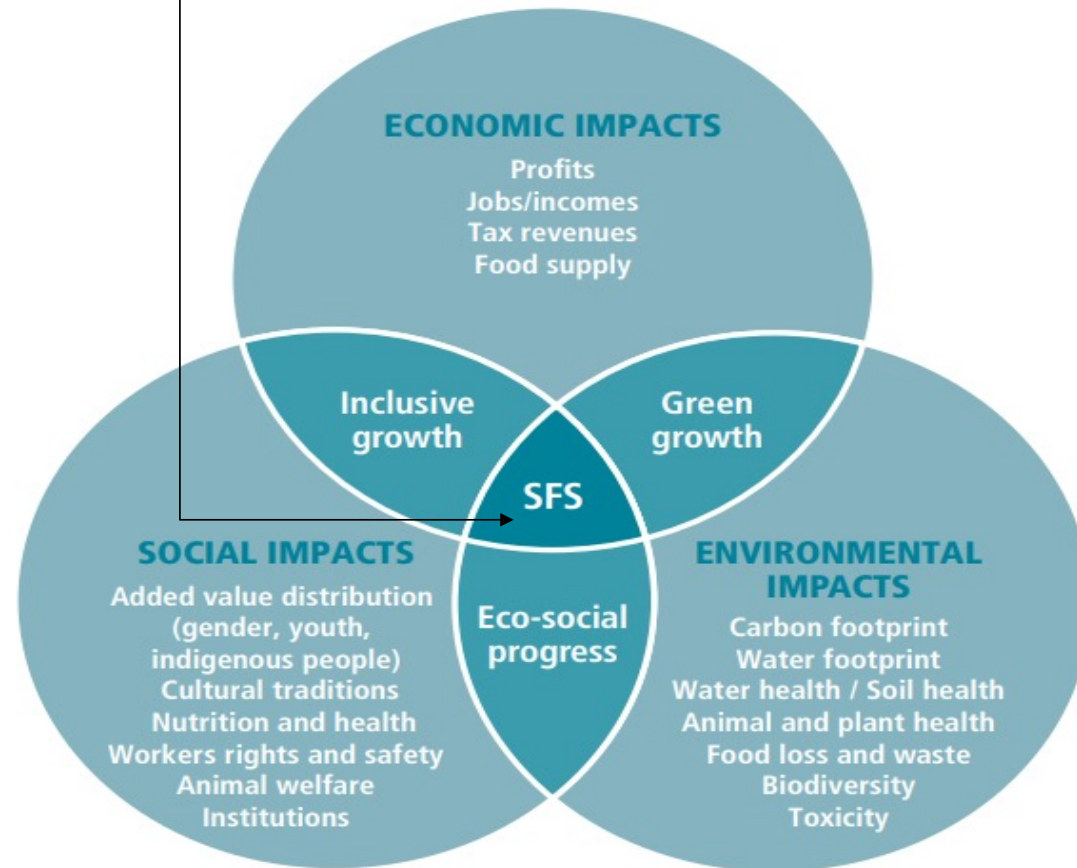 ECONOMIC IMPACTS
Profits
Jobs/incomes
Tax revenues
Food supply
Inclusive
growth
Green
growth
SFS
SOCIAL IMPACTS
Added value distribution
(gender, youth,
indigenous people)
Cultural traditions
Nutrition and health
Workers rights and safety
Animal welfare
Institutions
Eco-social
progress
ENVIRONMENTAL
IMPACTS
Carbon footprint
Water footprint
Water health / Soil health
Animal and plant health
Food loss and waste
Biodiversity
Toxicity